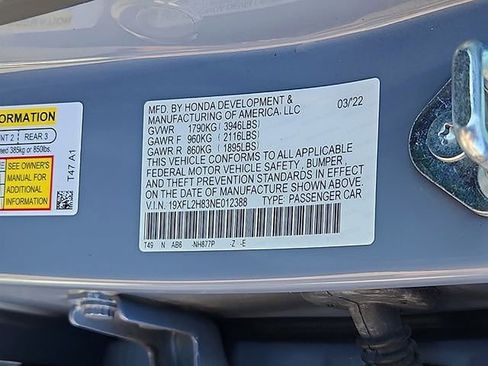 FORMATION
NT 2 REAR 3
med 385kg or 850lbs.
SEE OWNER'S
MANUAL FOR
ADDITIONAL
INFORMATION
T47 A1
MFD. BY HONDA DEVELOPMENT &
MANUFACTURING OF AMERICA, LLC 03/'22
GVWR 1790KG ( 3946LBS)
GAWR F 960KG ( 2116LBS)
GAWR R 860KG ( 1895LBS)
THIS VEHICLE CONFORMS TO ALL APPLICABLE
FEDERAL MOTOR VEHICLE SAFETY, BUMPER,
AND THEFT PREVENTION STANDARDS IN EFFECT
ON THE DATE OF MANUFACTURE SHOWN ABOVE.
V.I.N. 19XFL2H83NE012388 TYPE: PASSENGER CAR
T49 N AB6 -NH877P -Z -E